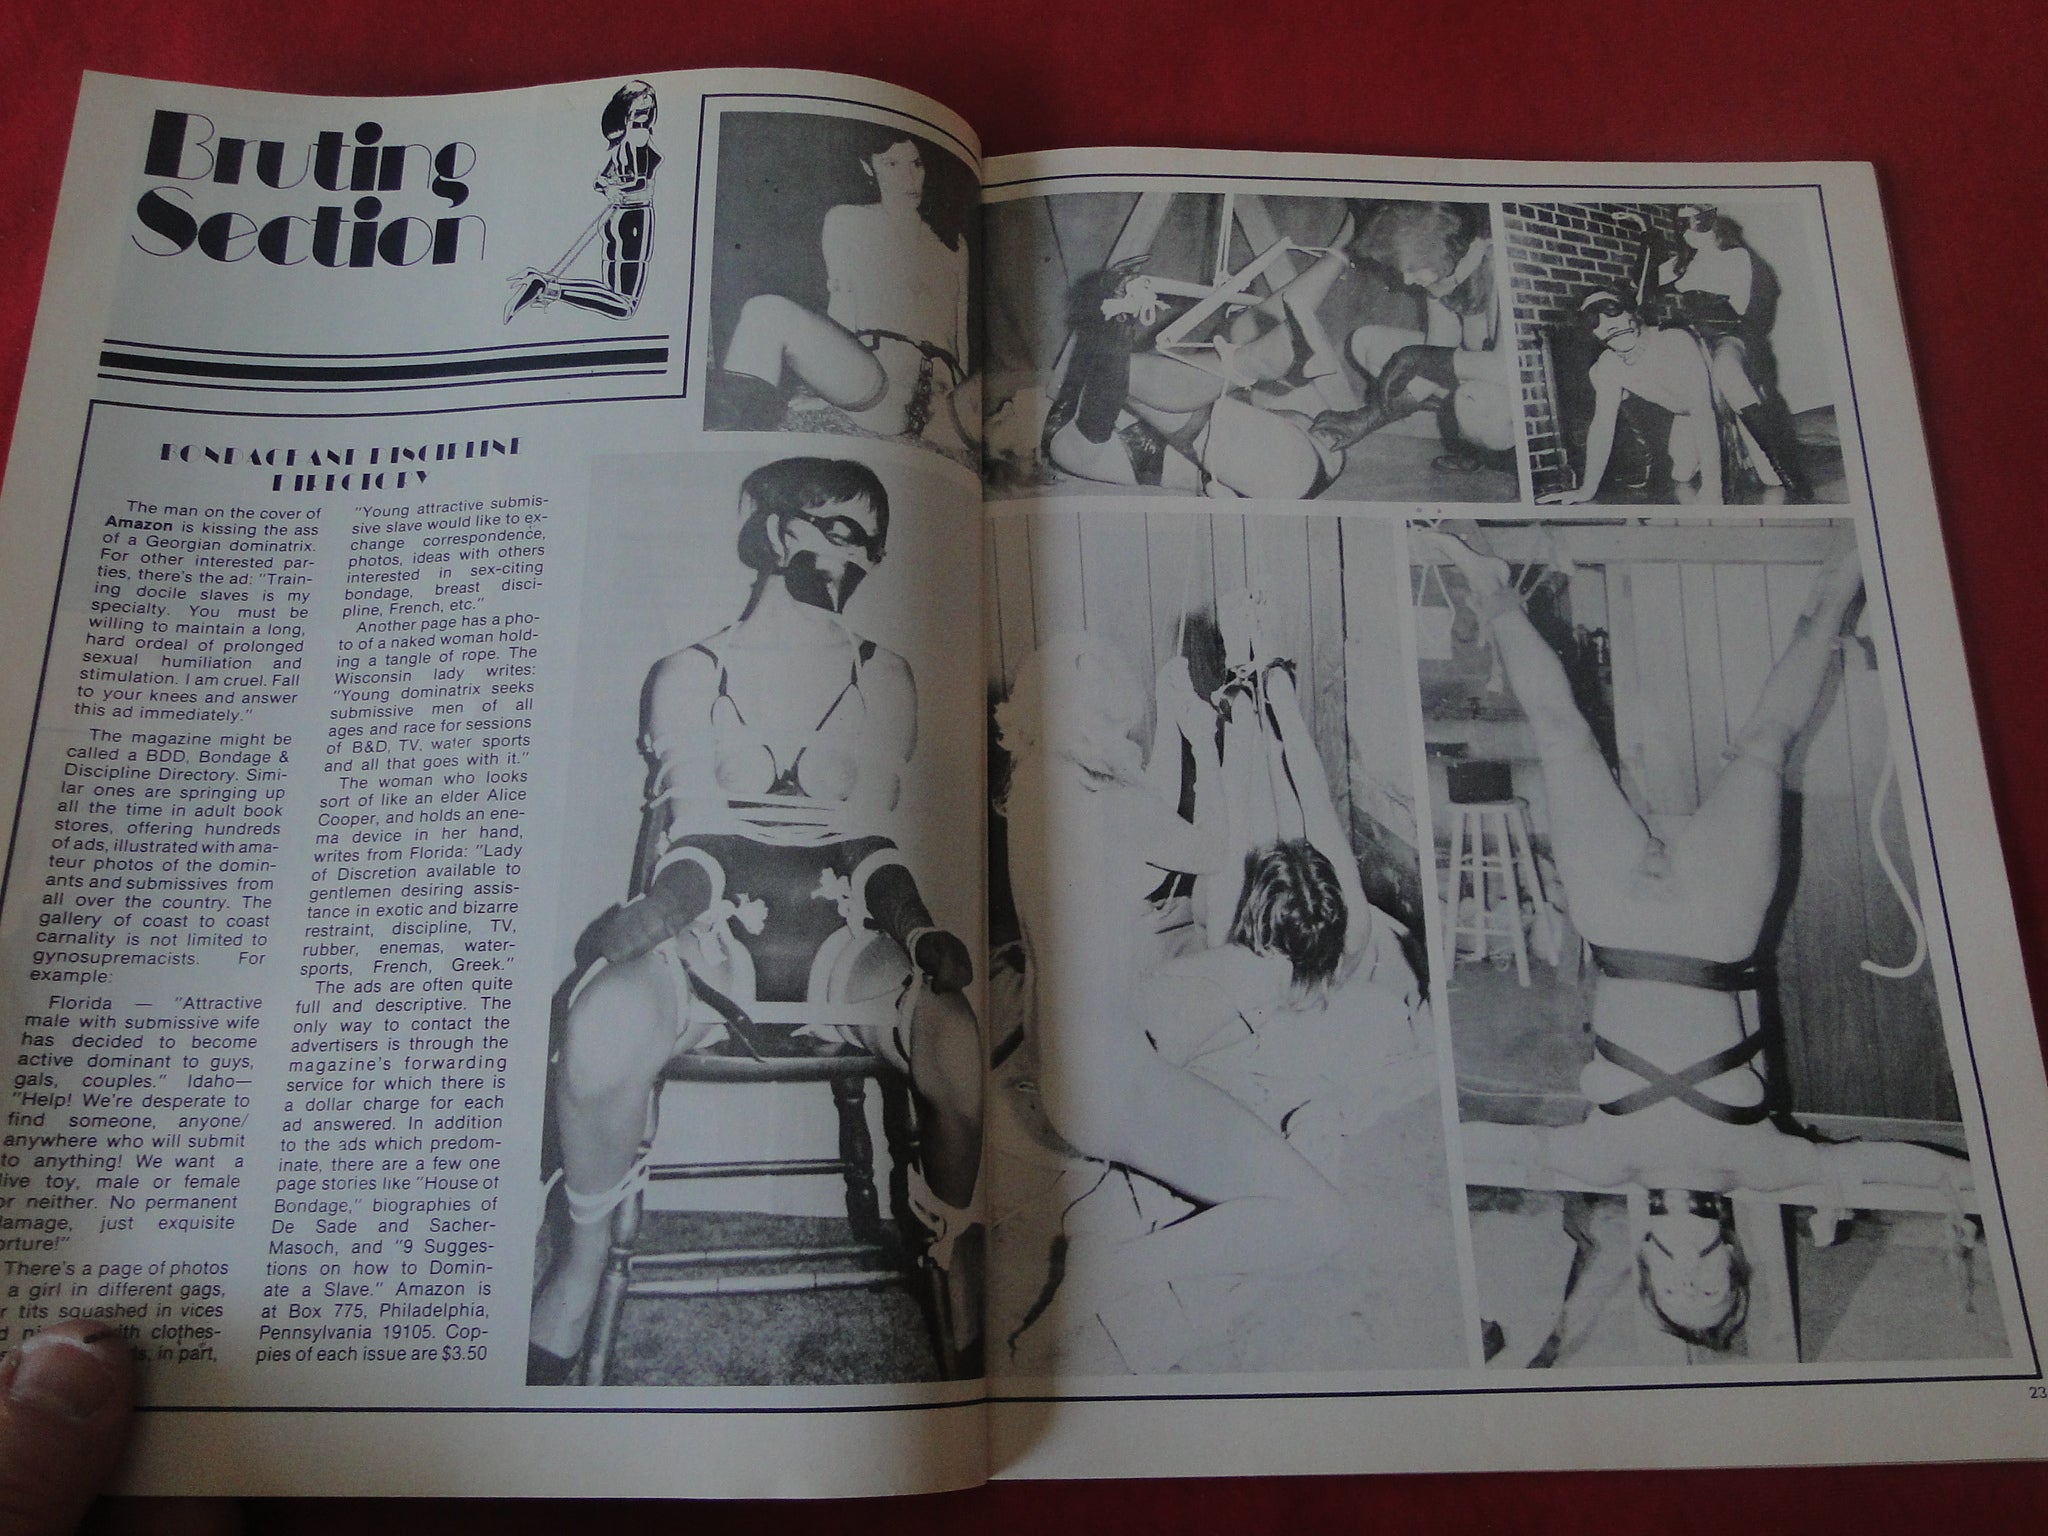 Bruting
Section
BONDAGE AND DISCIPLINE
DIRECTORY
The man on the cover of
Amazon is kissing the ass
of a Georgian dominatrix.
For other interested par-
ties, there's the ad: "Train-
ing docile slaves is my
specialty. You must be
willing to maintain a long,
hard ordeal of prolonged
sexual humiliation and
stimulation. I am cruel. Fall
to your knees and answer
this ad immediately."
The magazine might be
called a BDD, Bondage &
Discipline Directory. Simi-
lar ones are springing up
all the time in adult book
stores, offering hundreds
of ads, illustrated with ama-
teur photos of the domin-
ants and submissives from
all over the country. The
gallery of coast to coast
carnality is not limited to
gynosupremacists. For
example:
Florida — "Attractive
male with submissive wife
has decided to become
active dominant to guys,
gals, couples." Idaho—
"Help! We're desperate to
find someone, anyone/
anywhere who will submit
to anything! We want a
live toy, male or female
or neither. No permanent
damage, just exquisite
torture!"
There's a page of photos
a girl in different gags,
tits squashed in vices
with clothes-
in part,
"Young attractive submis-
sive slave would like to ex-
change correspondence,
photos, ideas with others
interested in sex-citing
bondage, breast disci-
pline, French, etc."
Another page has a pho-
to of a naked woman hold-
ing a tangle of rope. The
Wisconsin lady writes:
"Young dominatrix seeks
submissive men of all
ages and race for sessions
of B&D, TV, water sports
and all that goes with it."
The woman who looks
sort of like an elder Alice
Cooper, and holds an ene-
ma device in her hand,
writes from Florida: "Lady
of Discretion available to
gentlemen desiring assis-
tance in exotic and bizarre
restraint, discipline, TV,
rubber, enemas, water-
sports, French, Greek."
The ads are often quite
full and descriptive. The
only way to contact the
advertisers is through the
magazine's forwarding
service for which there is
a dollar charge for each
ad answered. In addition
to the ads which predom-
inate, there are a few one
page stories like "House of
Bondage," biographies of
De Sade and Sacher-
Masoch, and "9 Sugges-
tions on how to Domin-
ate a Slave." Amazon is
at Box 775, Philadelphia,
Pennsylvania 19105. Cop-
pies of each issue are $3.50
23